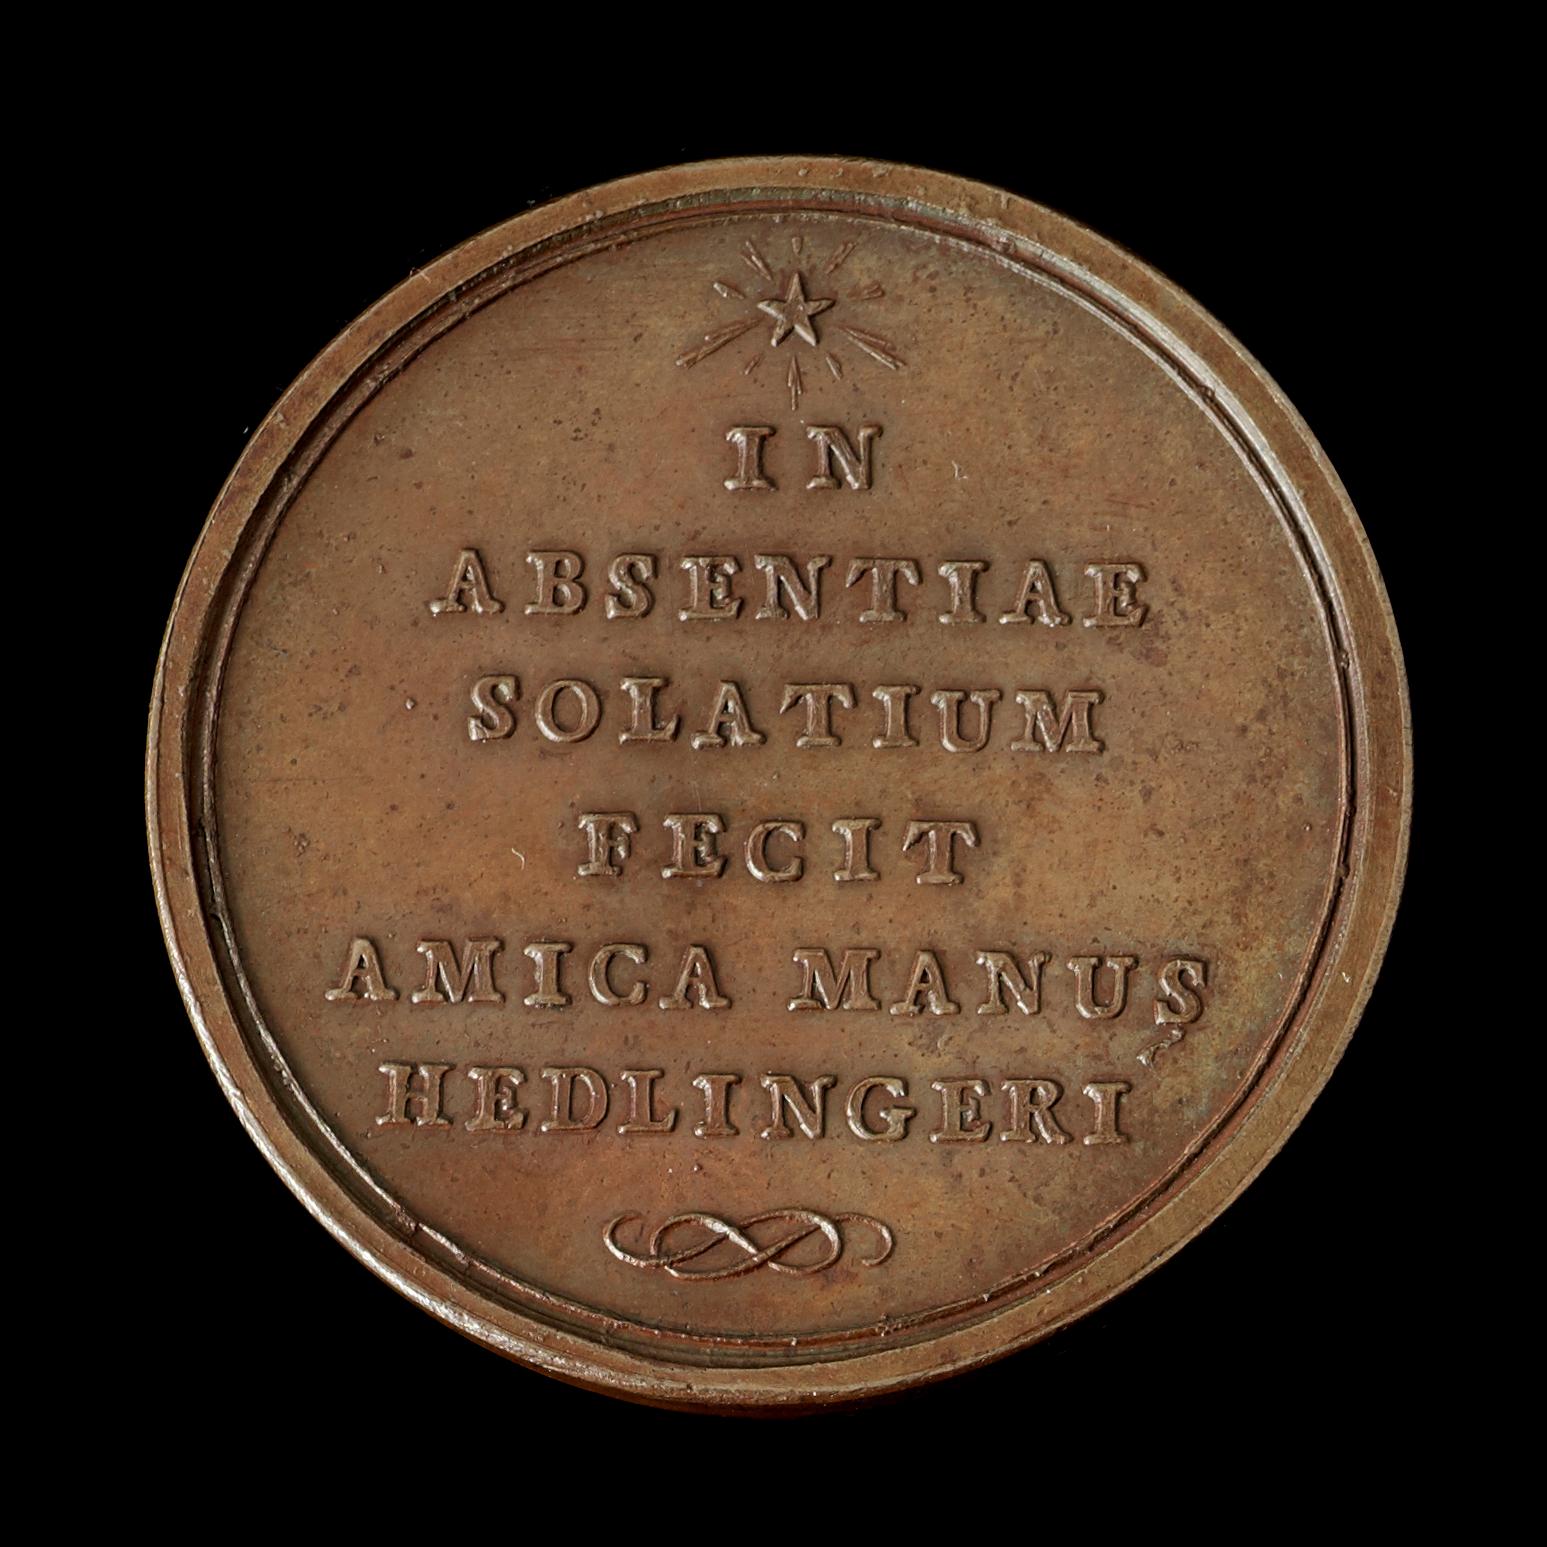 IN
ABSENTIAE
SOLATIUM
FECIT
AMICA MANUS
HEDLINGERI